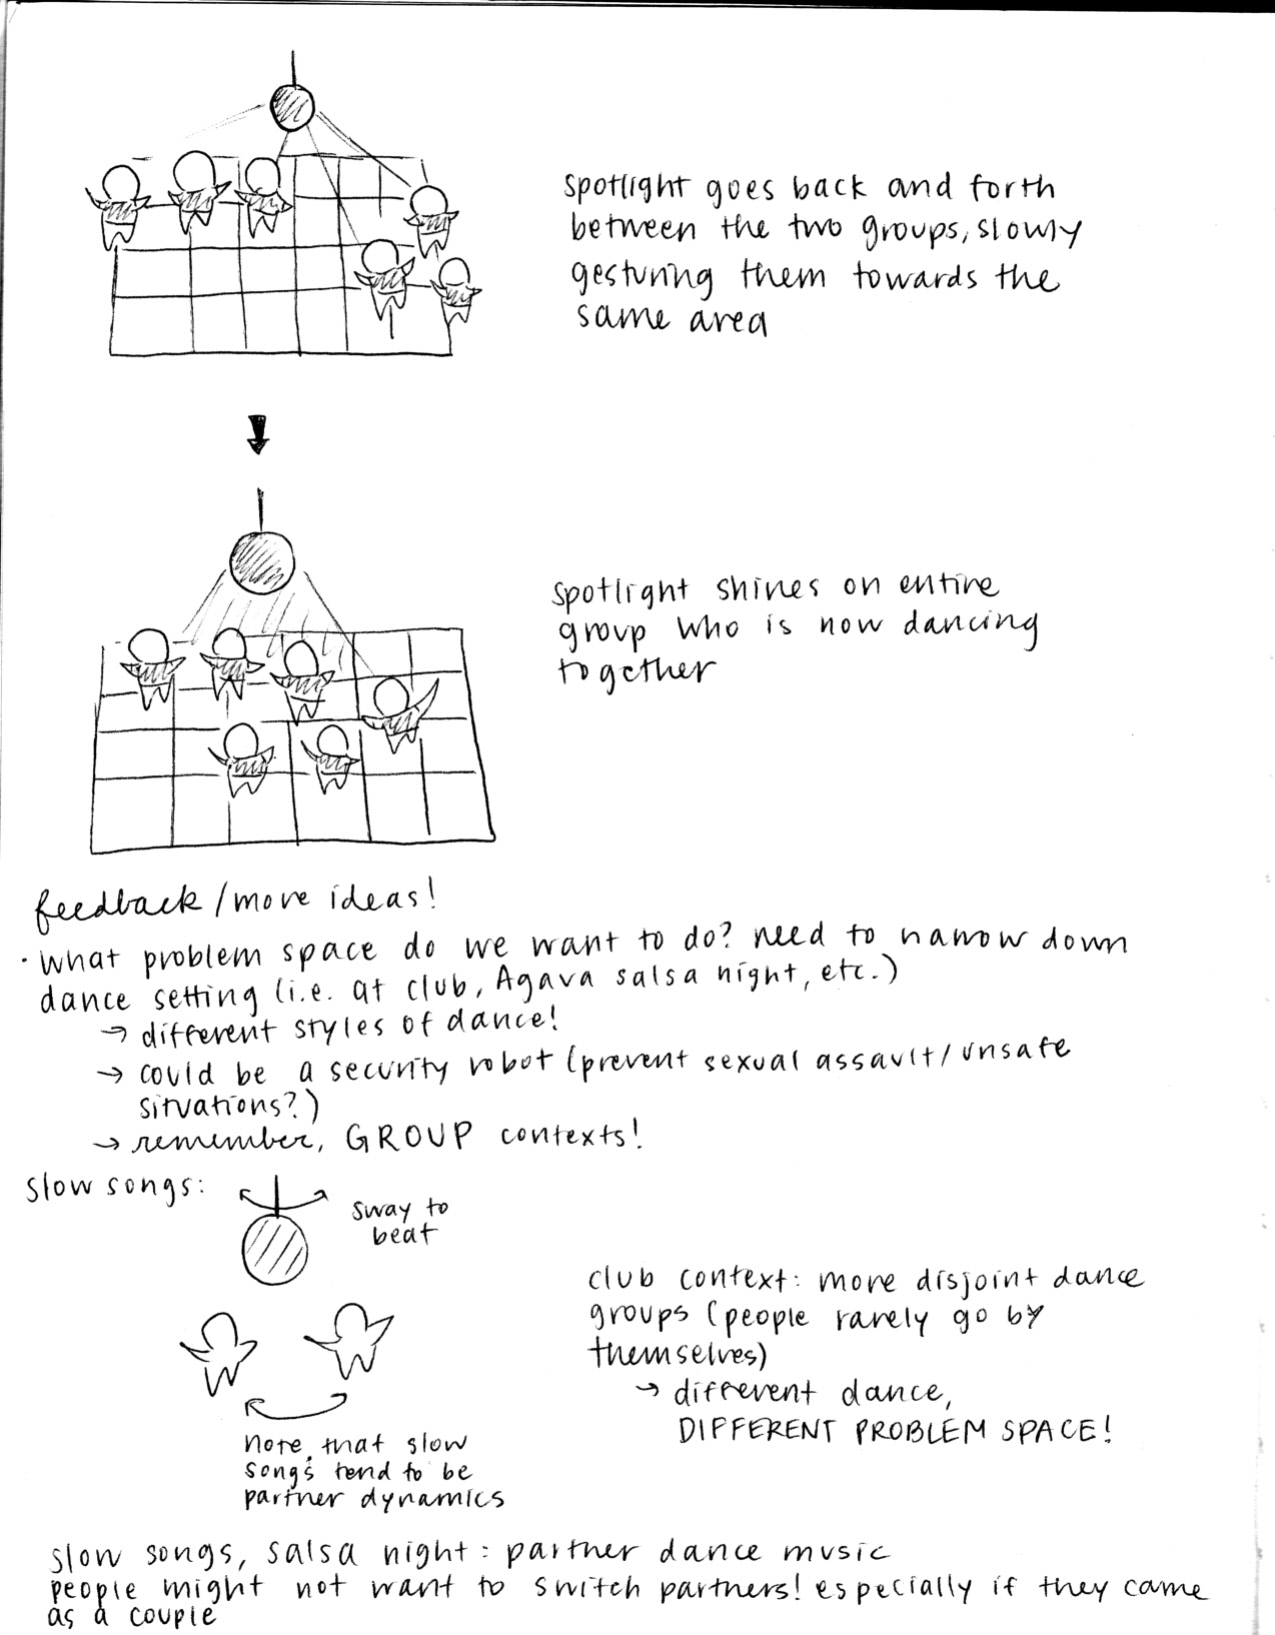 spotlight goes back and forth
between the two groups, slowly
gesturing them towards the
same area
spotlight shines on entire
group who is now dancing
together
feedback/more ideas!
· what problem space do we want to do? need to narrow down
dance setting (i.e. at club, Agava salsa night, etc.)
→ different styles of dance!
→ could be a security robot (prevent sexual assault/unsafe
situations?)
→ remember, GROUP contexts!
slow songs:
sway to
beat
note, that slow
songs tend to be
partner dynamics
club context: more disjoint dance
groups (people rarely go by
themselves)
→ different dance,
DIFFERENT PROBLEM SPACE!
slow songs, salsa night: partner dance music
people might not want to switch partners! especially if they came
as a couple